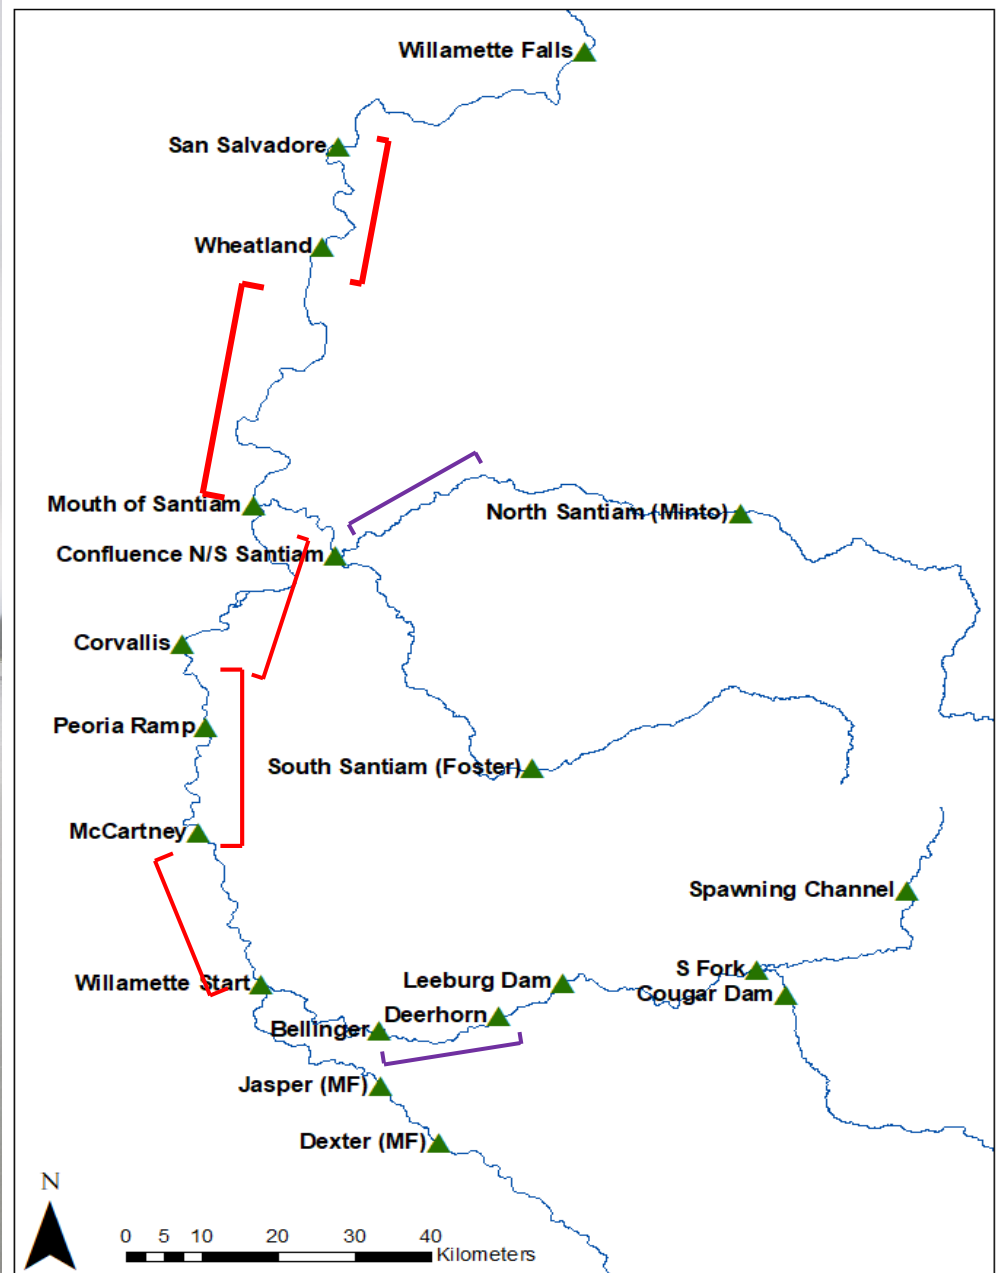 Willamette Falls
San Salvadore
Wheatland
Mouth of Santiam
North Santiam (Minto)
Confluence N/S Santiam
Corvallis
Peoria Ramp
South Santiam (Foster)
McCartney
Spawning Channel
S Fork
Willamette Start
Leeburg Dam
Cougar Dam
Deerhorn
Bellinger
Jasper (MF)
Dexter (MF)
N
0 5 10 20 30 40
Kilometers